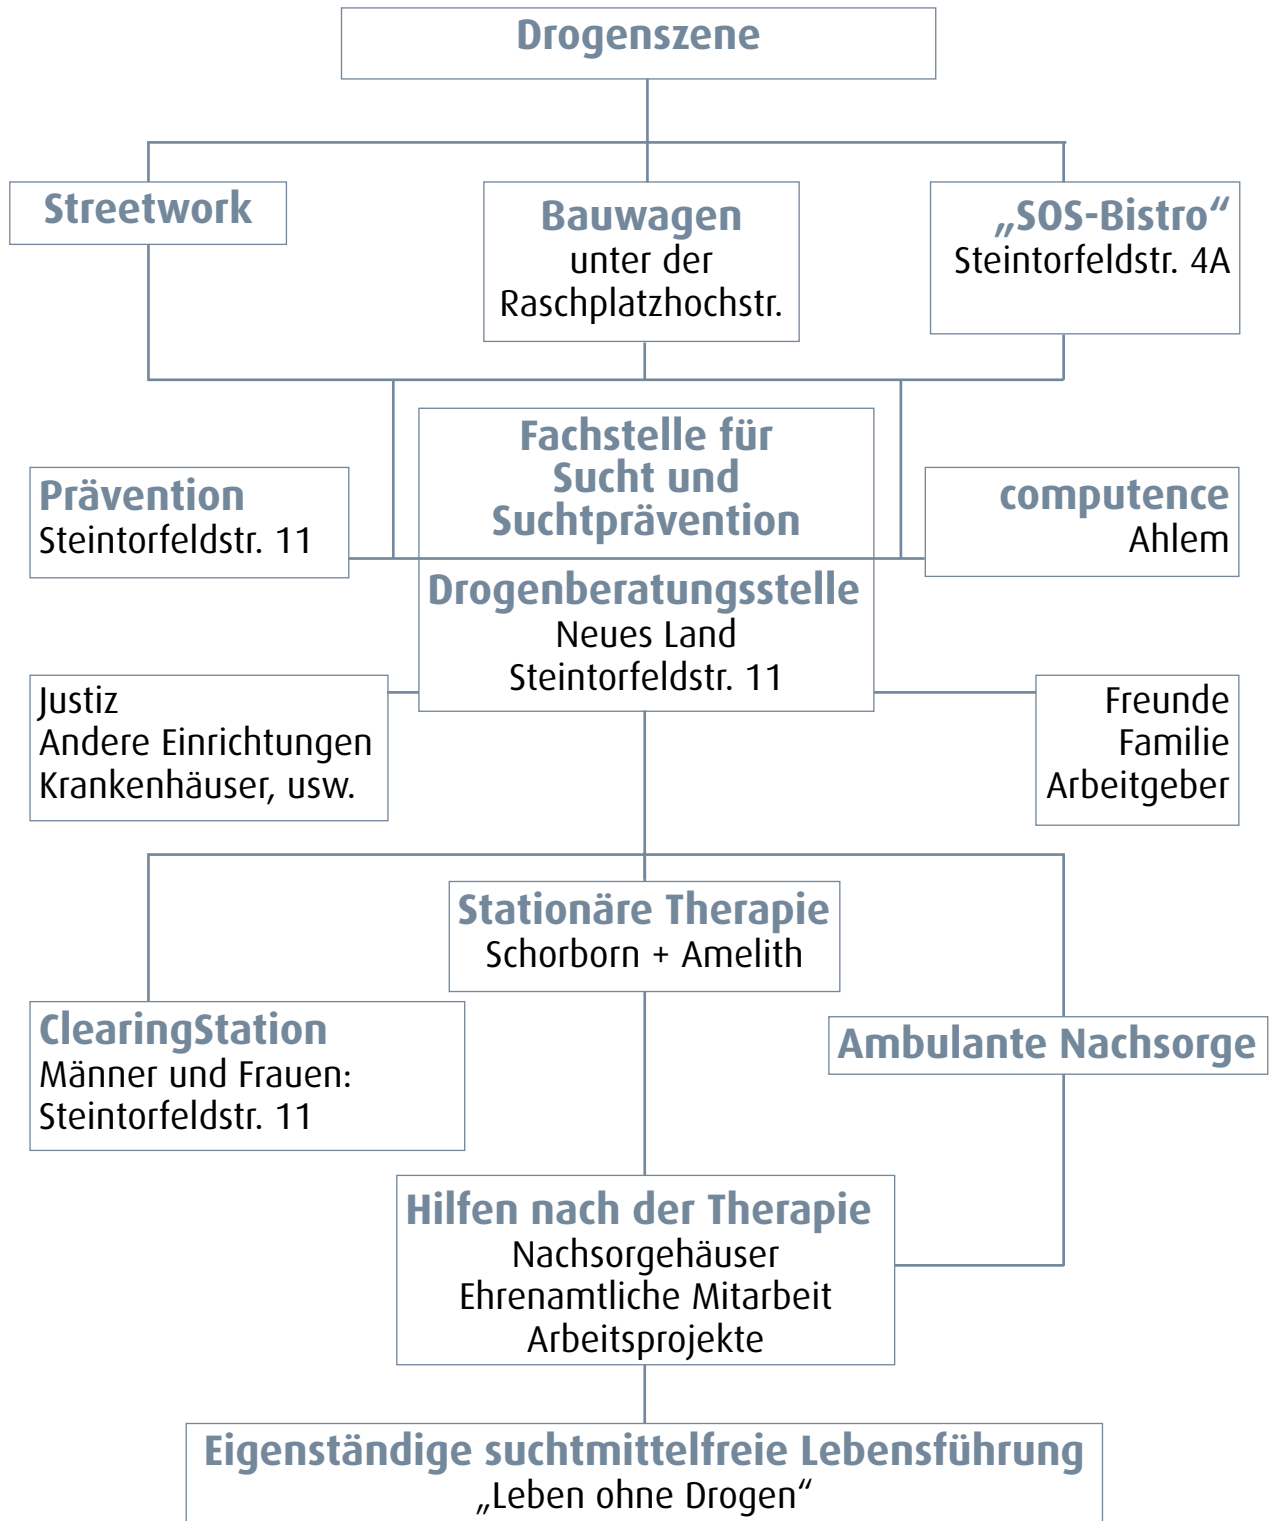 Drogenszene
Streetwork
Bauwagen
unter der
Raschplatzhochstr.
„SOS-Bistro“
Steintorfeldstr. 4A
Fachstelle für
Sucht und
Suchtprävention
Prävention
Steintorfeldstr. 11
computence
Ahlem
Drogenberatungsstelle
Neues Land
Steintorfeldstr. 11
Justiz
Andere Einrichtungen
Krankenhäuser, usw.
Freunde
Familie
Arbeitgeber
Stationäre Therapie
Schorborn + Amelith
ClearingStation
Männer und Frauen:
Steintorfeldstr. 11
Ambulante Nachsorge
Hilfen nach der Therapie
Nachsorgehäuser
Ehrenamtliche Mitarbeit
Arbeitsprojekte
Eigenständige suchtmittelfreie Lebensführung
„Leben ohne Drogen“